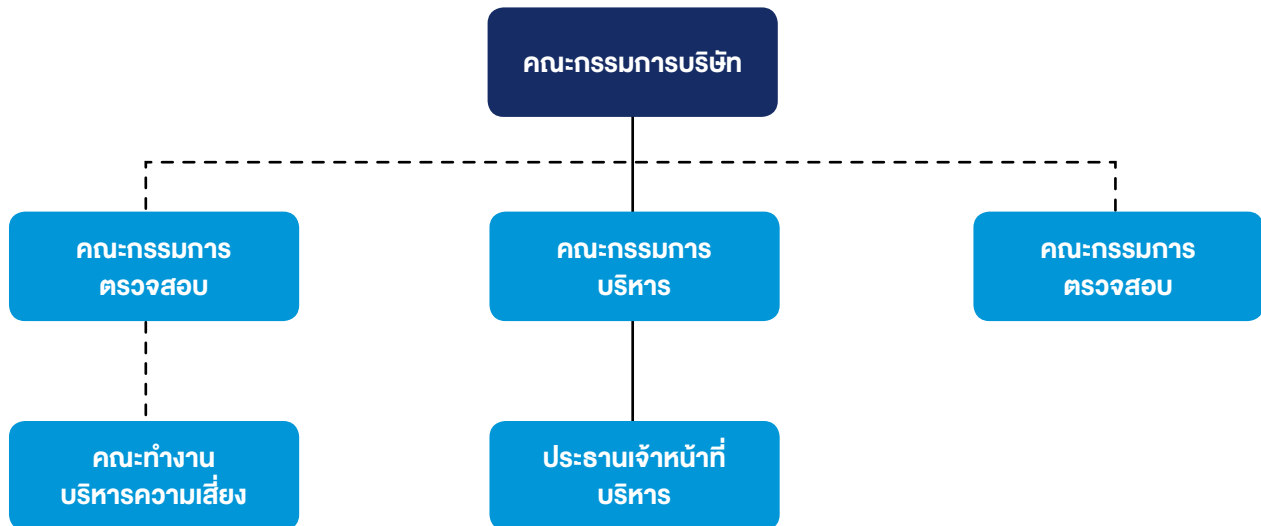 คณะกรรมการบริษัท
คณะกรรมการ
ตรวจสอบ
คณะกรรมการ
บริหาร
คณะกรรมการ
ตรวจสอบ
คณะทำงาน
บริหารความเสี่ยง
ประธานเจ้าหน้าที่
บริหาร